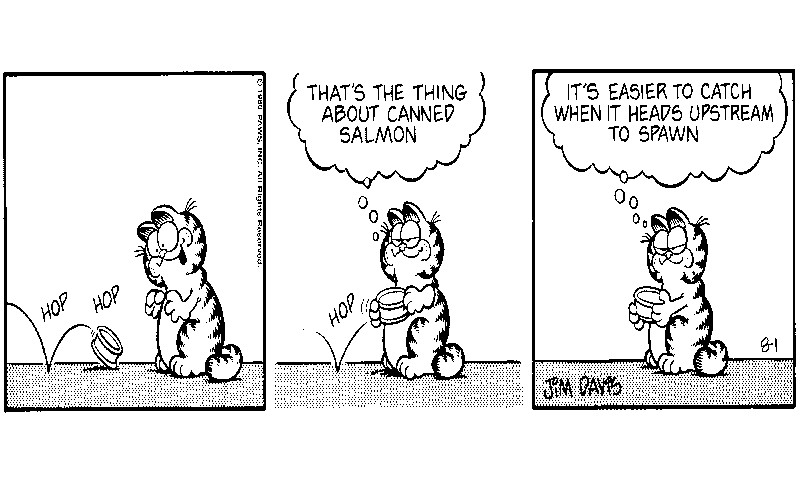 © 1986 PAWS, INC. All Rights Reserved.
HOP
HOP
THAT'S THE THING
ABOUT CANNED
SALMON
HOP
IT'S EASIER TO CATCH
WHEN IT HEADS UPSTREAM
TO SPAWN
8-1
JIM DAVIS